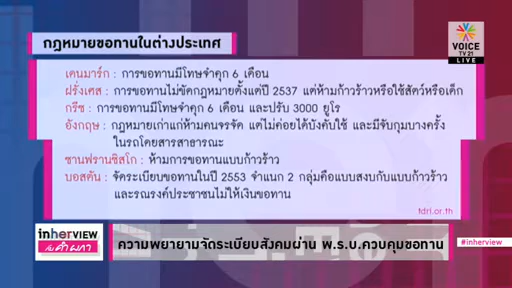 กฎหมายขอทานในต่างประเทศ
VOICE
TV 21
LIVE
เดนมาร์ก : การขอทานมีโทษจำคุก 6 เดือน
ฝรั่งเศส : การขอทานไม่ขัดกฎหมายตั้งแต่ปี 2537 แต่ห้ามก้าวร้าวหรือใช้สัตว์หรือเด็ก
กรีซ : การขอทานมีโทษจำคุก 6 เดือน และปรับ 3000 ยูโร
อังกฤษ : กฎหมายเก่าแก่ห้ามคนจรจัด แต่ไม่ค่อยได้บังคับใช้ และมีจับกุมบางครั้ง
ในรถโดยสารสาธารณะ
ซานฟรานซิสโก : ห้ามการขอทานแบบก้าวร้าว
บอสตัน : จัดระเบียบขอทานในปี 2553 จำแนก 2 กลุ่มคือแบบสงบกับแบบก้าวร้าว
และรณรงค์ประชาชนไม่ให้เงินขอทาน
tdri.or.th
inherVIEW
กับคำ ผกา
ความพยายามจัดระเบียบสังคมผ่าน พ.ร.บ.ควบคุมขอทาน
#inherview